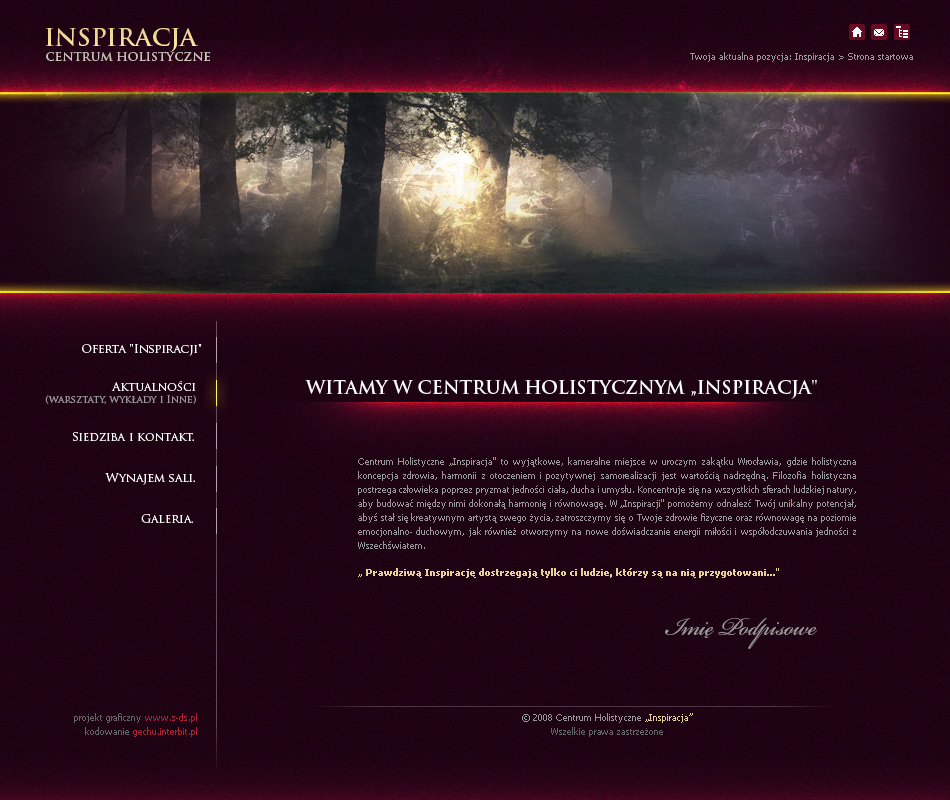 INSPIRACJA
CENTRUM HOLISTYCZNE
Twoja aktualna pozycja: Inspiracja > Strona startowa
Oferta "Inspiracji"
Aktualności
(warsztaty, wykłady i Inne)
Siedziba i kontakt.
Wynajem sali.
Galeria.
WITAMY W CENTRUM HOLISTYCZNYM „INSPIRACJA"
Centrum Holistyczne „Inspiracja" to wyjątkowe, kameralne miejsce w uroczym zakątku Wrocławia, gdzie holistyczna
koncepcja zdrowia, harmonii z otoczeniem i pozytywnej samorealizacji jest wartością nadrzędną. Filozofia holistyczna
postrzega człowieka poprzez pryzmat jedności ciała, ducha i umysłu. Koncentruje się na wszystkich sferach ludzkiej natury,
aby budować między nimi dokonałą harmonię i równowagę. W „Inspiracji" pomożemy odnaleźć Twój unikalny potencjał,
abyś stał się kreatywnym artystą swego życia, zatroszczymy się o Twoje zdrowie fizyczne oraz równowagę na poziomie
emocjonalno- duchowym, jak również otworzymy na nowe doświadczanie energii miłości i współodczuwania jedności z
Wszechświatem.
„ Prawdziwą Inspirację dostrzegają tylko ci ludzie, którzy są na nią przygotowani..."
Imię Podpisowe
projekt graficzny www.s-ds.pl
kodowanie gechu.interbit.pl
© 2008 Centrum Holistyczne „Inspiracja”
Wszelkie prawa zastrzeżone